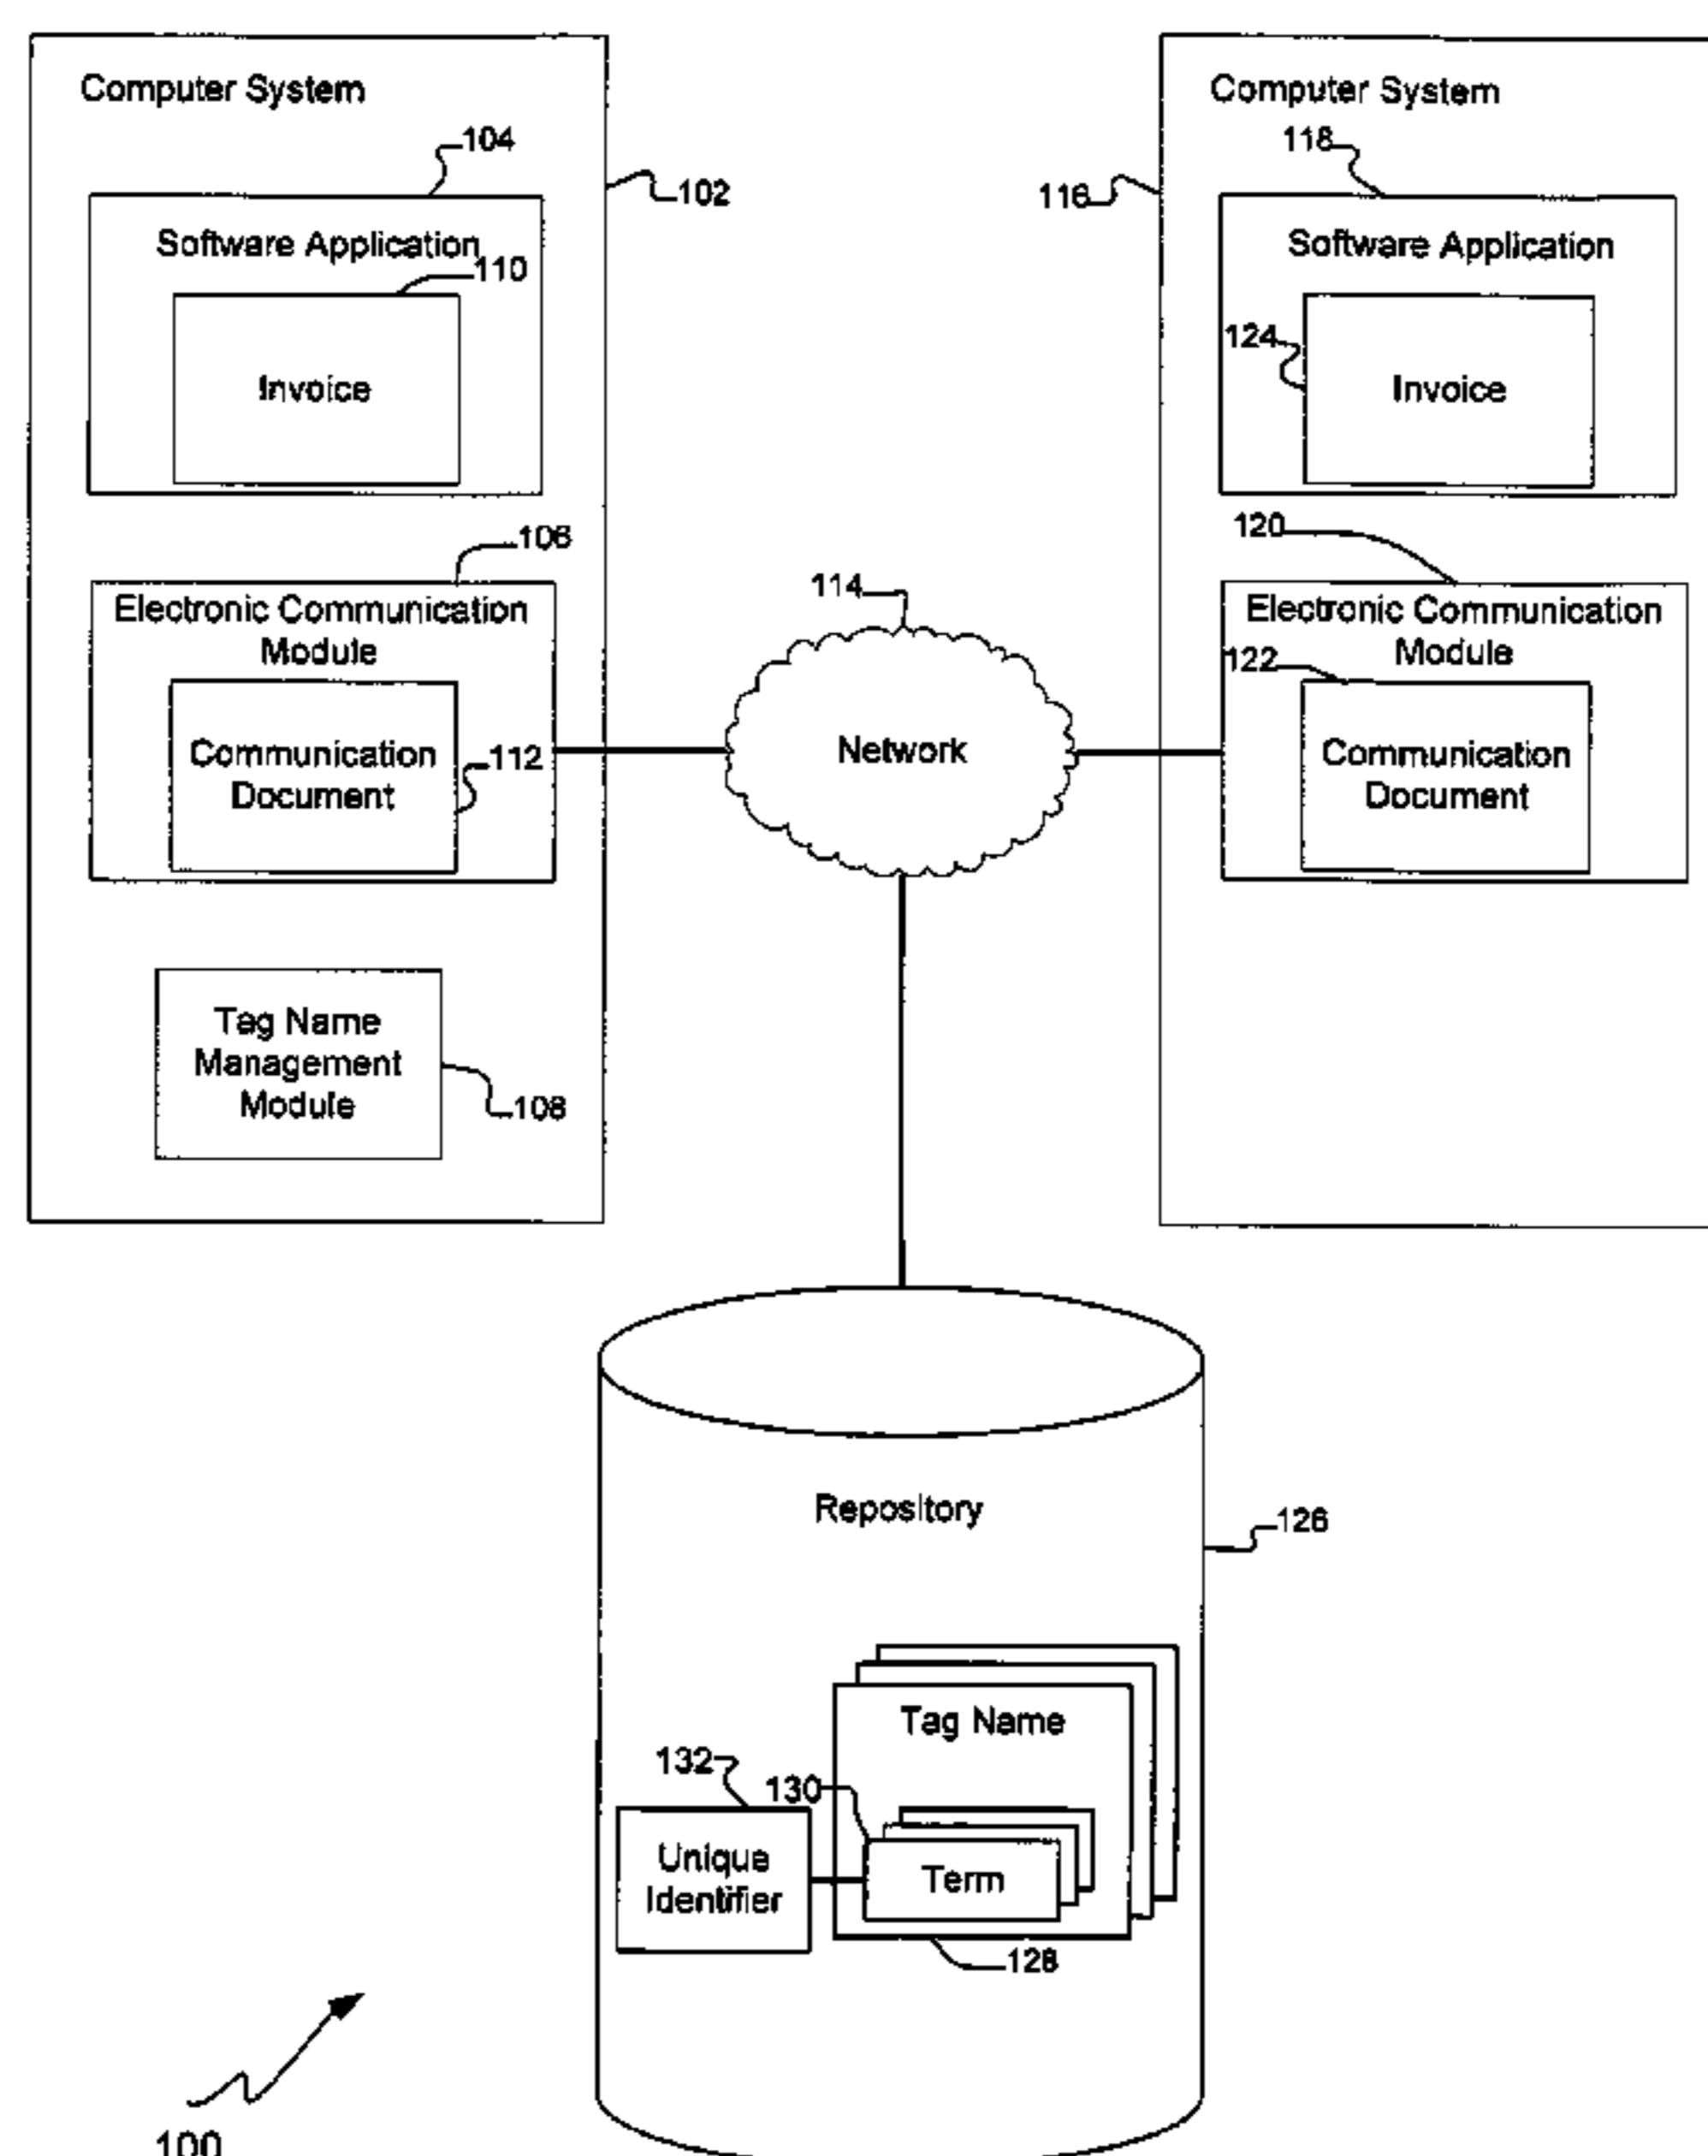 Computer System
104
102
Software Application
110
Invoice
106
Electronic Communication
Module
Communication
Document
112
Tag Name
Management
Module
108
114
Network
Computer System
118
116
Software Application
124
Invoice
120
Electronic Communication
Module
122
Communication
Document
Repository
126
Tag Name
132
130
Unique
Identifier
Term
128
100